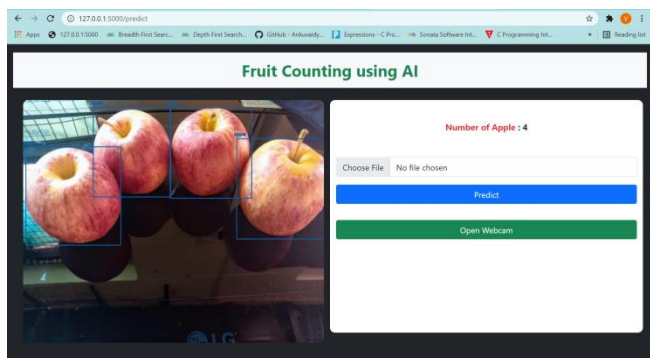 127.0.0.1:5000/predict
Apps 127.0.0.1:5000 Breadth First Searc... Depth First Search... GitHub - Ankuvaidy... Expressions - C Pro... Sonata Software Int... C Programming Int... » Reading list
Fruit Counting using AI
Number of Apple : 4
Choose File No file chosen
Predict
Open Webcam
LG